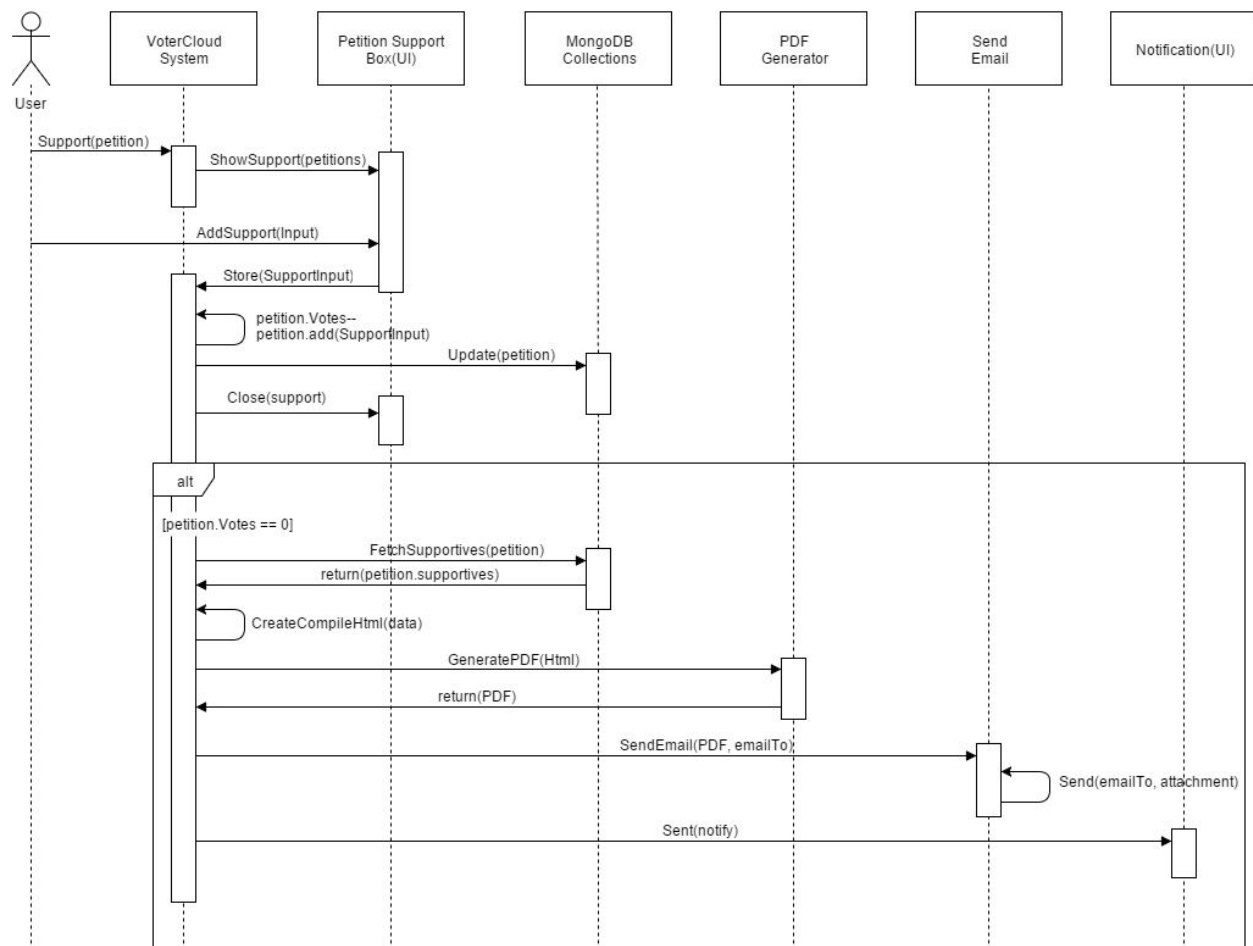 VoterCloud
System
Petition Support
Box(UI)
MongoDB
Collections
PDF
Generator
Send
Email
Notification(UI)
User
Support(petition)
ShowSupport(petitions)
AddSupport(Input)
Store(SupportInput)
petition.Votes--
petition.add(SupportInput)
Update(petition)
Close(support)
alt
[petition.Votes == 0]
FetchSupportives(petition)
return(petition.supportives)
CreateCompileHtml(data)
GeneratePDF(Html)
return(PDF)
SendEmail(PDF, emailTo)
Send(emailTo, attachment)
Sent(notify)